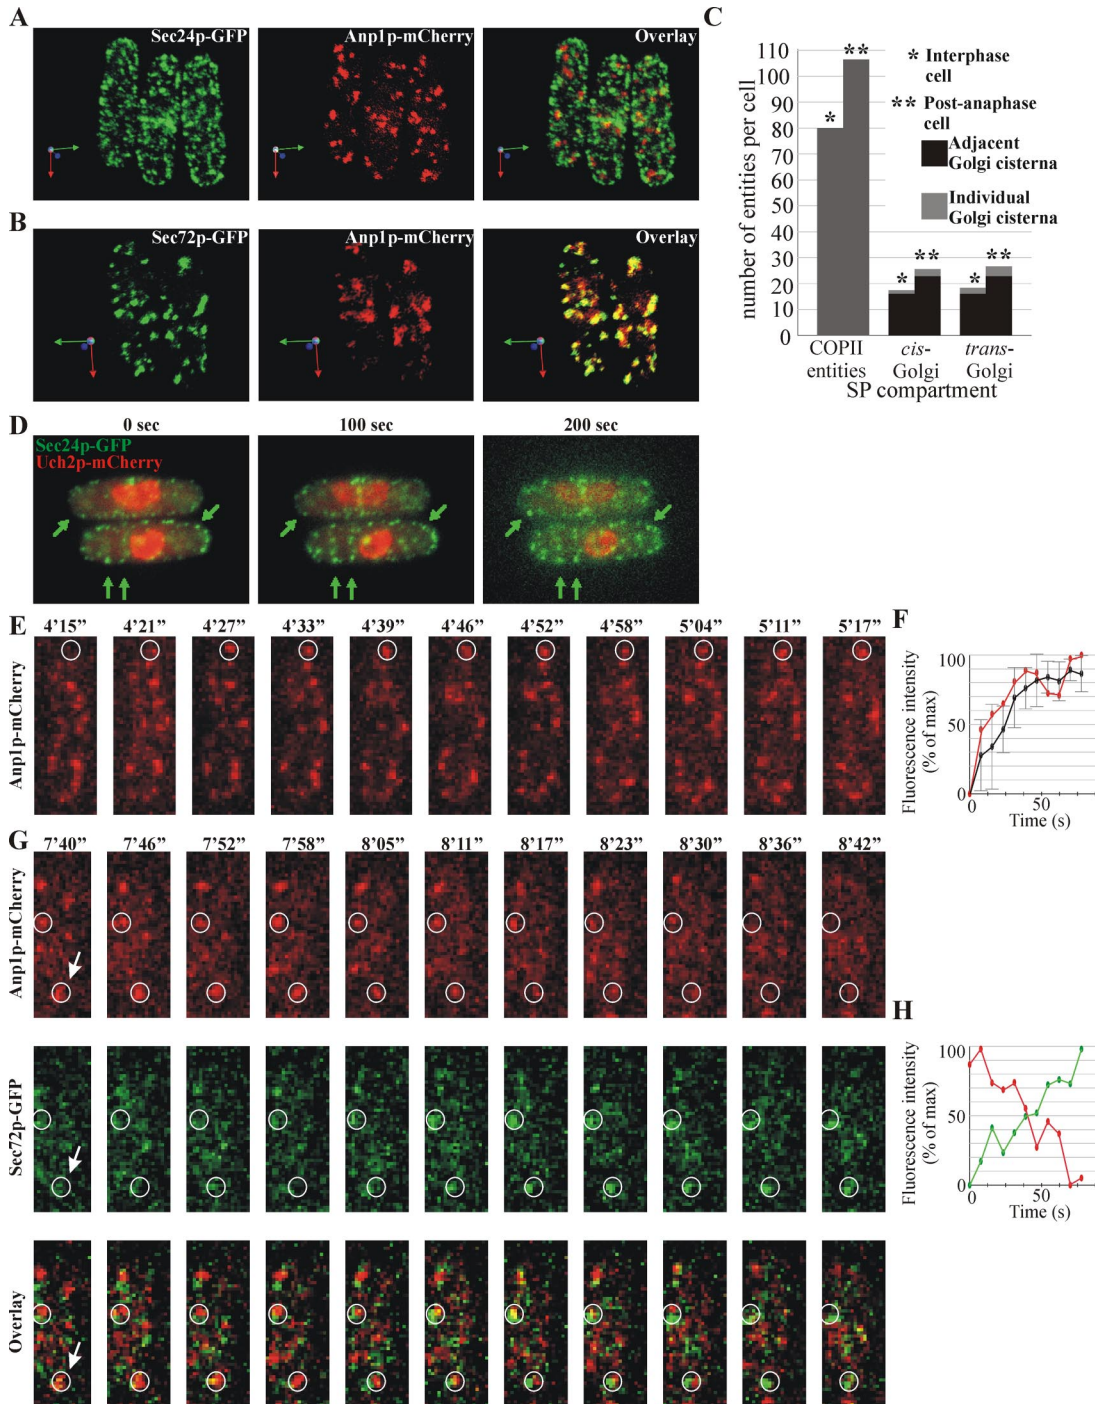 A
Sec24p-GFP
Anp1p-mCherry
Overlay
B
Sec72p-GFP
Anp1p-mCherry
Overlay
C
number of entities per cell
110
100
90
80
70
60
50
40
30
20
10
0
* ** * ** * **
* Interphase
cell
** Post-anaphase
cell
Adjacent
Golgi cisterna
Individual
Golgi cisterna
COPII
entities
cis-
Golgi
trans-
Golgi
SP compartment
D
0 sec
100 sec
200 sec
Sec24p-GFP
Uch2p-mCherry
E
4’15” 4’21” 4’27” 4’33” 4’39” 4’46” 4’52” 4’58” 5’04” 5’11” 5’17”
Anp1p-mCherry
F
Fluorescence intensity
(% of max)
100
50
0
0 50
Time (s)
G
7’40” 7’46” 7’52” 7’58” 8’05” 8’11” 8’17” 8’23” 8’30” 8’36” 8’42”
Anp1p-mCherry
Sec72p-GFP
Overlay
H
Fluorescence intensity
(% of max)
100
50
0
0 50
Time (s)